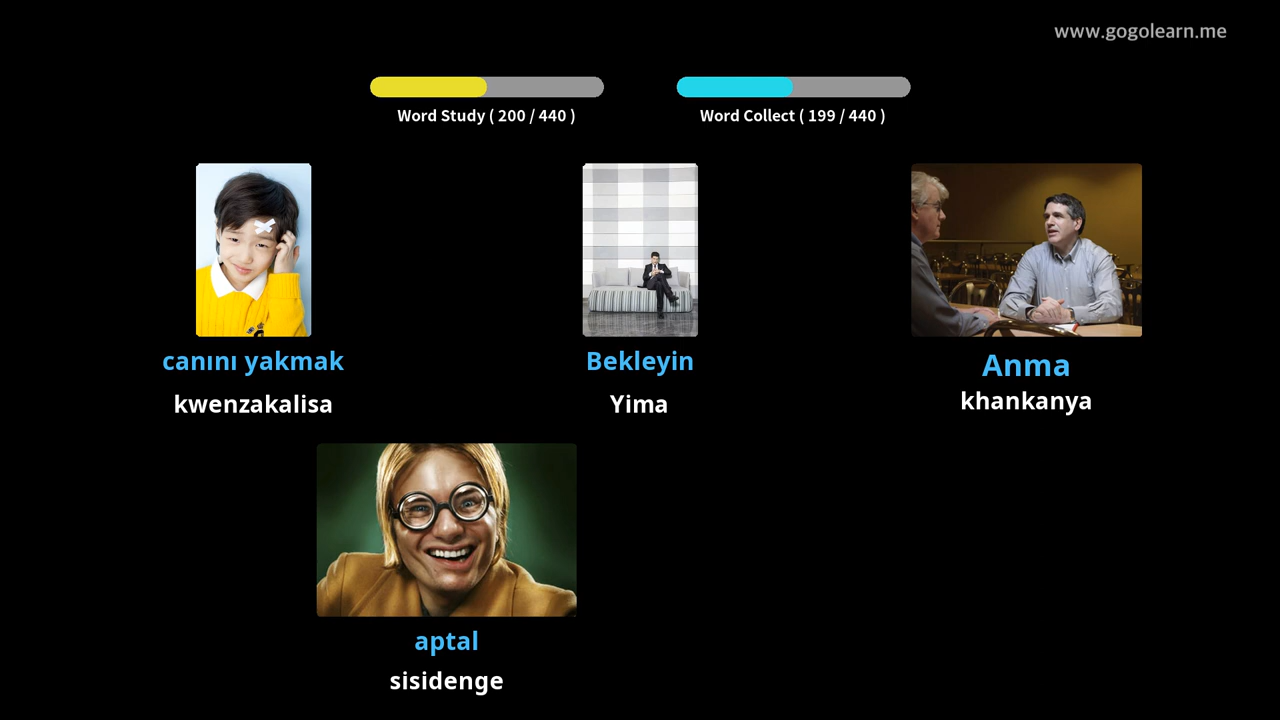 www.gogolearn.me
Word Study ( 200 / 440 )
Word Collect ( 199 / 440 )
canını yakmak
kwenzakalisa
Bekleyin
Yima
Anma
khankanya
aptal
sisidenge